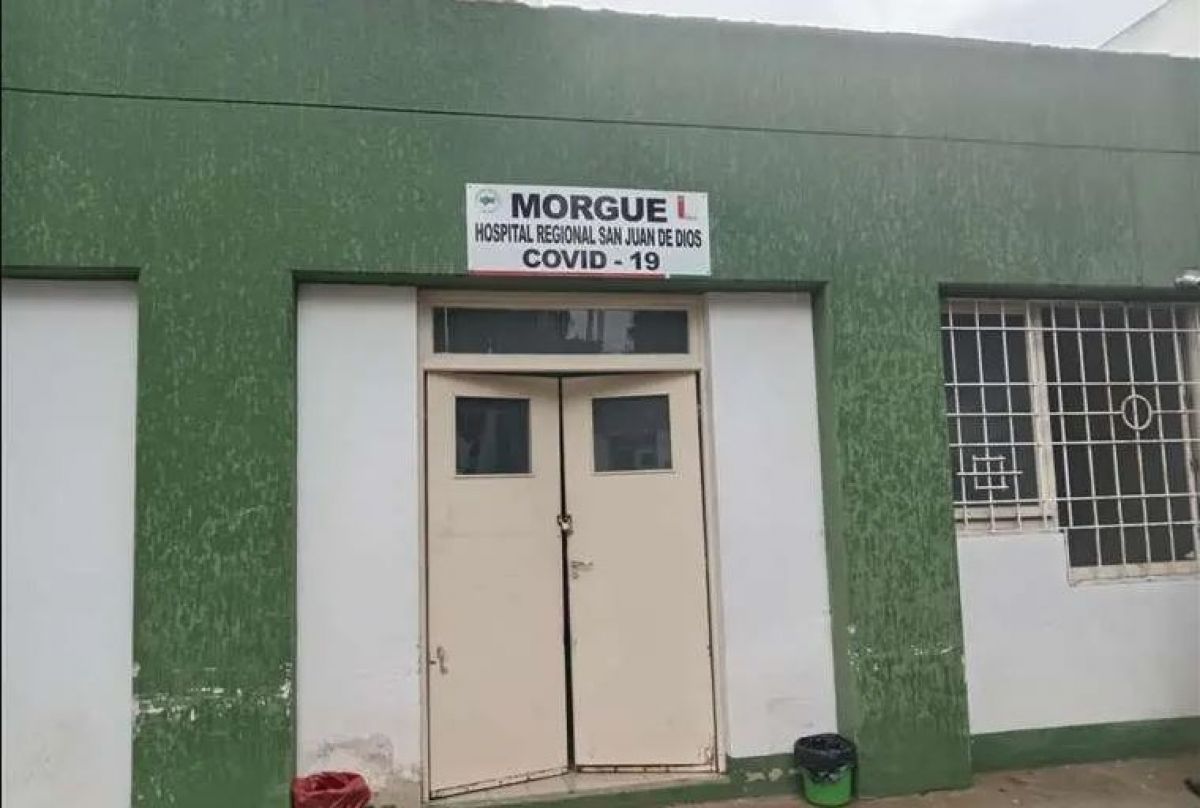 MORGUE
HOSPITAL REGIONAL SAN JUAN DE DIOS
COVID - 19